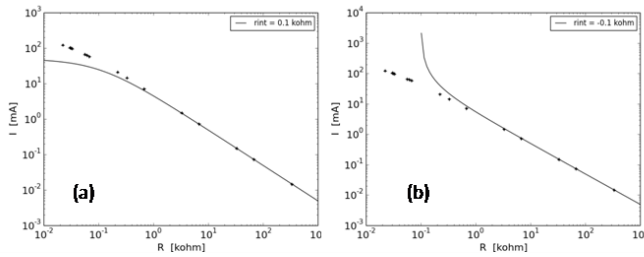 10³
10²
10¹
10⁰
10⁻¹
10⁻²
10⁻³
I [mA]
rint = 0.1 kohm
(a)
10⁻² 10⁻¹ 10⁰ 10¹ 10² 10
R [kohm]
10⁴
10³
10²
10¹
10⁰
10⁻¹
10⁻²
10⁻³
I [mA]
rint = -0.1 kohm
(b)
10⁻² 10⁻¹ 10⁰ 10¹ 10² 10
R [kohm]